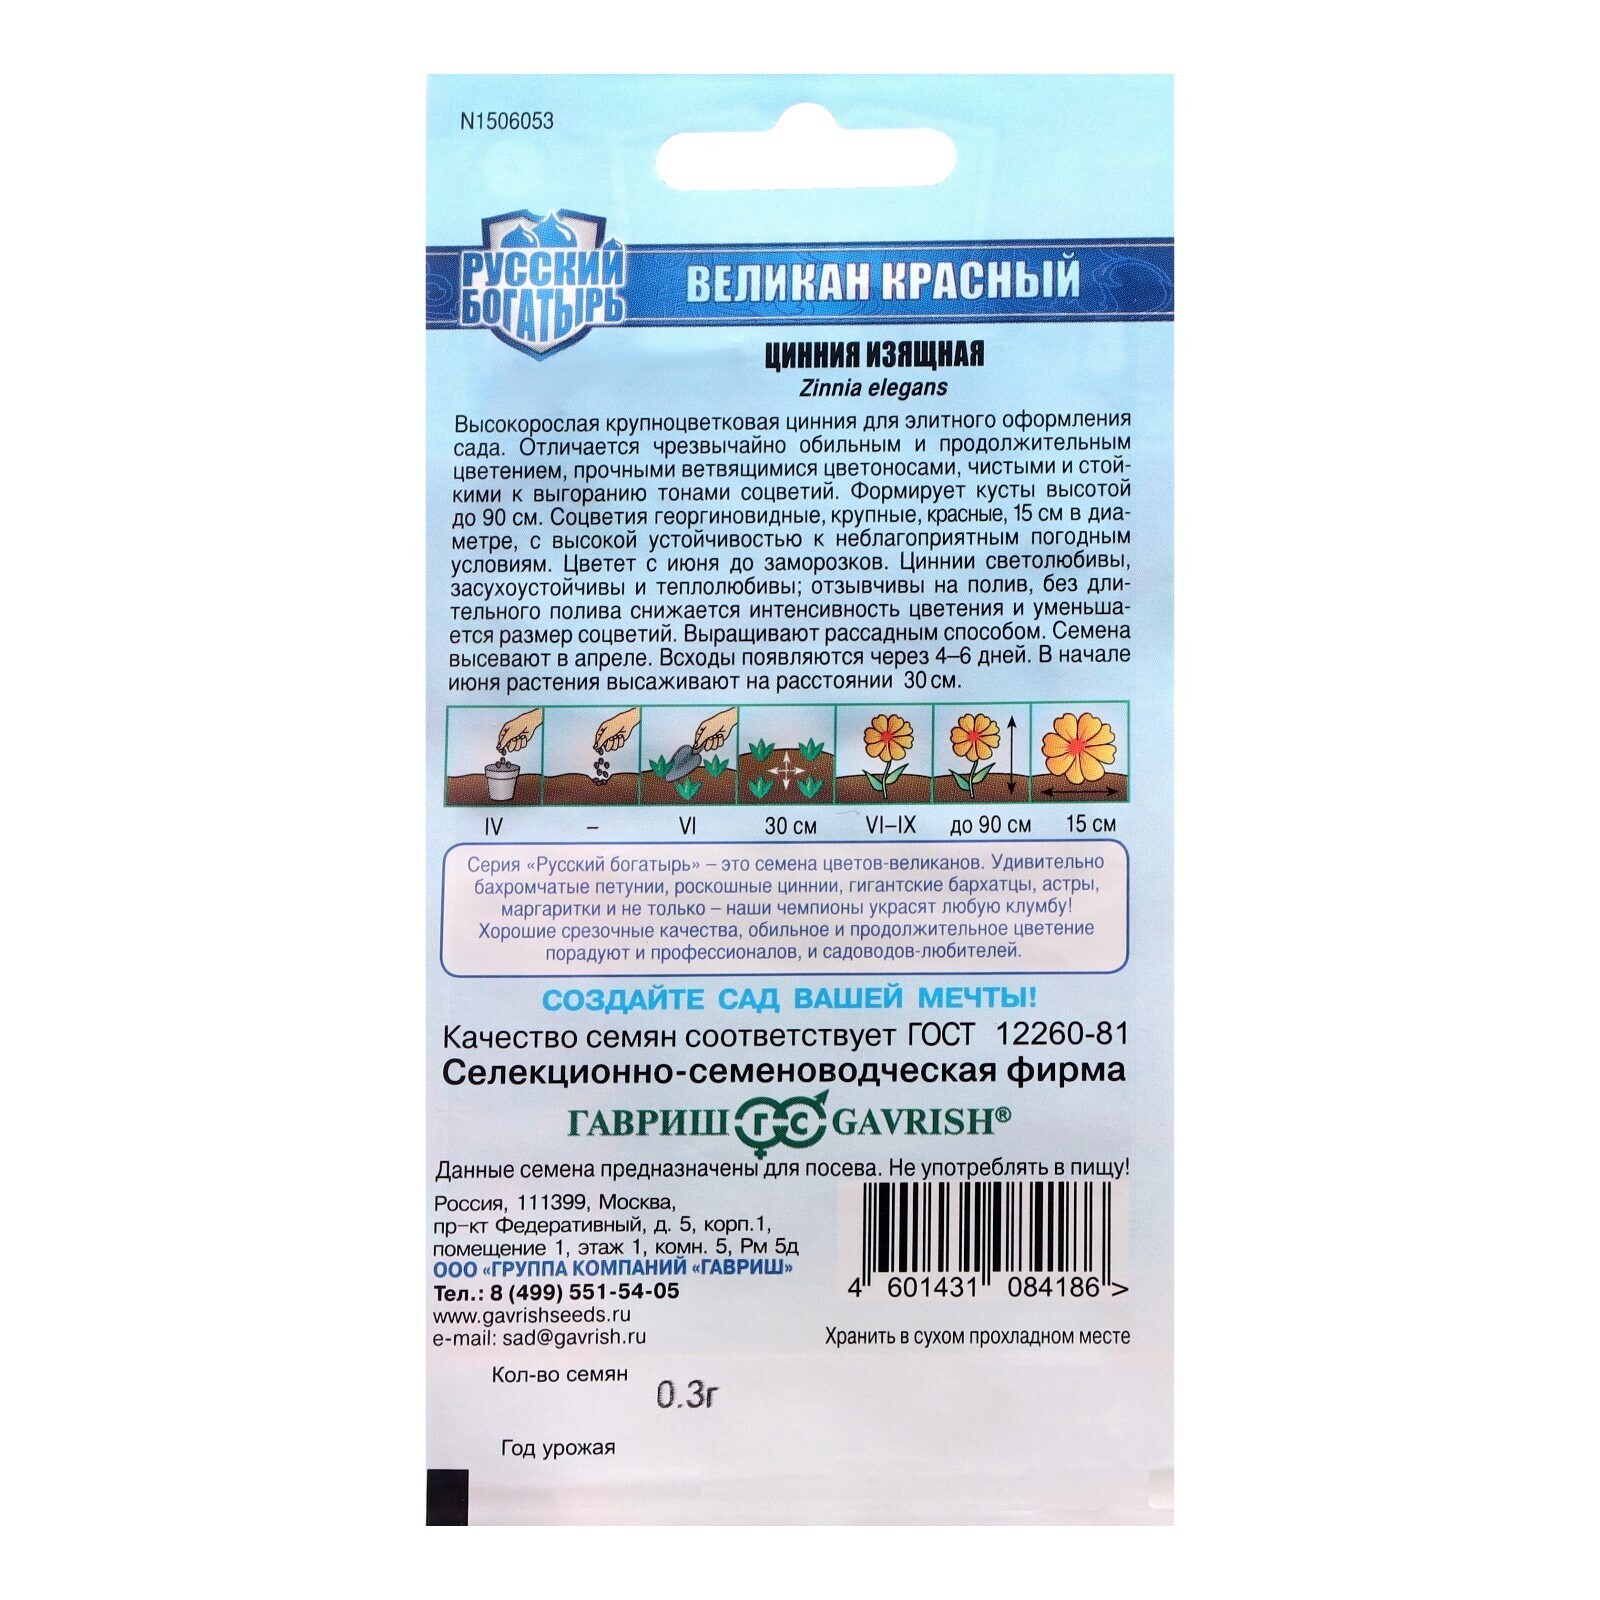 N1506053
РУССКИЙ
БОГАТЫРЬ
ВЕЛИКАН КРАСНЫЙ
ЦИННИЯ ИЗЯЩНАЯ
Zinnia elegans
Высокорослая крупноцветковая цинния для элитного оформления
сада. Отличается чрезвычайно обильным и продолжительным
цветением, прочными ветвящимися цветоносами, чистыми и стой-
кими к выгоранию тонами соцветий. Формирует кусты высотой
до 90 см. Соцветия георгиновидные, крупные, красные, 15 см в диа-
метре, с высокой устойчивостью к неблагоприятным погодным
условиям. Цветет с июня до заморозков. Циннии светолюбивы,
засухоустойчивы и теплолюбивы; отзывчивы на полив, без дли-
тельного полива снижается интенсивность цветения и уменьша-
ется размер соцветий. Выращивают рассадным способом. Семена
высевают в апреле. Всходы появляются через 4–6 дней. В начале
июня растения высаживают на расстоянии 30 см.
IV – VI 30 см VI–IX до 90 см 15 см
Серия «Русский богатырь» – это семена цветов-великанов. Удивительно
бахромчатые петунии, роскошные циннии, гигантские бархатцы, астры,
маргаритки и не только – наши чемпионы украсят любую клумбу!
Хорошие срезочные качества, обильное и продолжительное цветение
порадуют и профессионалов, и садоводов-любителей.
СОЗДАЙТЕ САД ВАШЕЙ МЕЧТЫ!
Качество семян соответствует ГОСТ 12260-81
Селекционно-семеноводческая фирма
ГАВРИШ Г-С GAVRISH®
Данные семена предназначены для посева. Не употреблять в пищу!
Россия, 111399, Москва,
пр-кт Федеративный, д. 5, корп.1,
помещение 1, этаж 1, комн. 5, Рм 5д
ООО «ГРУППА КОМПАНИЙ «ГАВРИШ»
Тел.: 8 (499) 551-54-05
www.gavrishseeds.ru
e-mail: sad@gavrish.ru
4 601431 084186 >
Хранить в сухом прохладном месте
Кол-во семян 0.3г
Год урожая